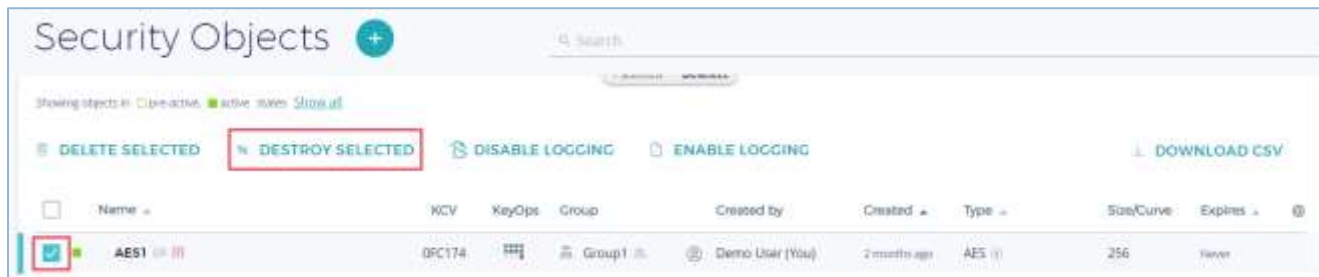 Security Objects
Search
Showing objects in pre-active, active states Show all
DELETE SELECTED DESTROY SELECTED DISABLE LOGGING ENABLE LOGGING DOWNLOAD CSV
Name KCV KeyOps Group Created by Created Type Size/Curve Expires
AES1 0FC174 Group1 Demo User (You) 2 months ago AES 256 Never